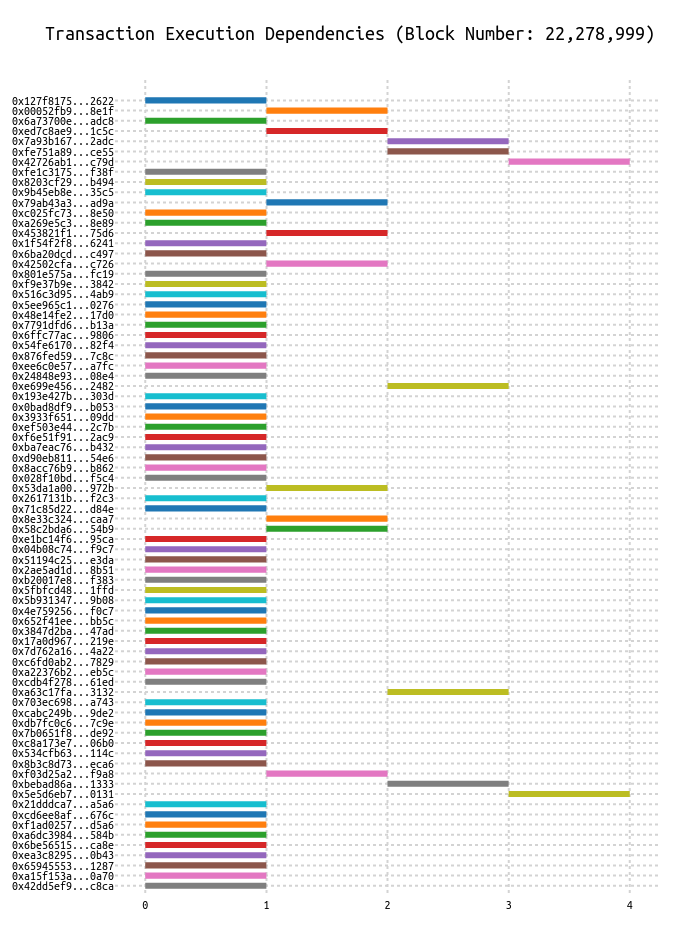 Transaction Execution Dependencies (Block Number: 22,278,999)
0x127f8175...2622
0x00052fb9...8e1f
0x6a73700e...adc8
0xed7c8ae9...1c5c
0x7a93b167...2adc
0xfe751a89...ce55
0x42726ab1...c79d
0xfe1c3175...f38f
0x8203cf29...b494
0x9b45eb8e...35c5
0x79ab43a3...ad9a
0xc025fc73...8e50
0xa269e5c3...8e89
0x453821f1...75d6
0x1f54f2f8...6241
0x6ba20dcd...c497
0x42502cfa...c726
0x801e575a...fc19
0xf9e37b9e...3842
0x516c3d95...4ab9
0x5ee965c1...0276
0x48e14fe2...17d0
0x7791dfd6...b13a
0x6ffc77ac...9806
0x54fe6170...82f4
0x876fed59...7c8c
0xee6c0e57...a7fc
0x24848e93...08e4
0xe699e456...2482
0x193e427b...303d
0x0bad8df9...b053
0x3933f651...09dd
0xef503e44...2c7b
0xf6e51f91...2ac9
0xba7eac76...b432
0xd90eb811...54e6
0x8acc76b9...b862
0x028f10bd...f5c4
0x53da1a00...972b
0x2617131b...f2c3
0x71c85d22...d84e
0x8e33c324...caa7
0x58c2bda6...54b9
0xe1bc14f6...95ca
0x04b08c74...f9c7
0x51194c25...e3da
0x2ae5ad1d...8b51
0xb20017e8...f383
0x5fbfcd48...1ffd
0x5b931347...9b08
0x4e759256...f0c7
0x652f41ee...bb5c
0x3847d2ba...47ad
0x17a0d967...219e
0x7d762a16...4a22
0xc6fd0ab2...7829
0xa22376b2...eb5c
0xcdb4f278...61ed
0xa63c17fa...3132
0x703ec698...a743
0xcabc249b...9de2
0xdb7fc0c6...7c9e
0x7b0651f8...de92
0xc8a173e7...06b0
0x534cfb63...114c
0x8b3c8d73...eca6
0xf03d25a2...f9a8
0xbebad86a...1333
0x5e5d6eb7...0131
0x21dddca7...a5a6
0xcd6ee8af...676c
0xf1ad0257...d5a6
0xa6dc3984...584b
0x6be56515...ca8e
0xea3c8295...0b43
0x65945553...1287
0xa15f153a...0a70
0x42dd5ef9...c8ca
0 1 2 3 4